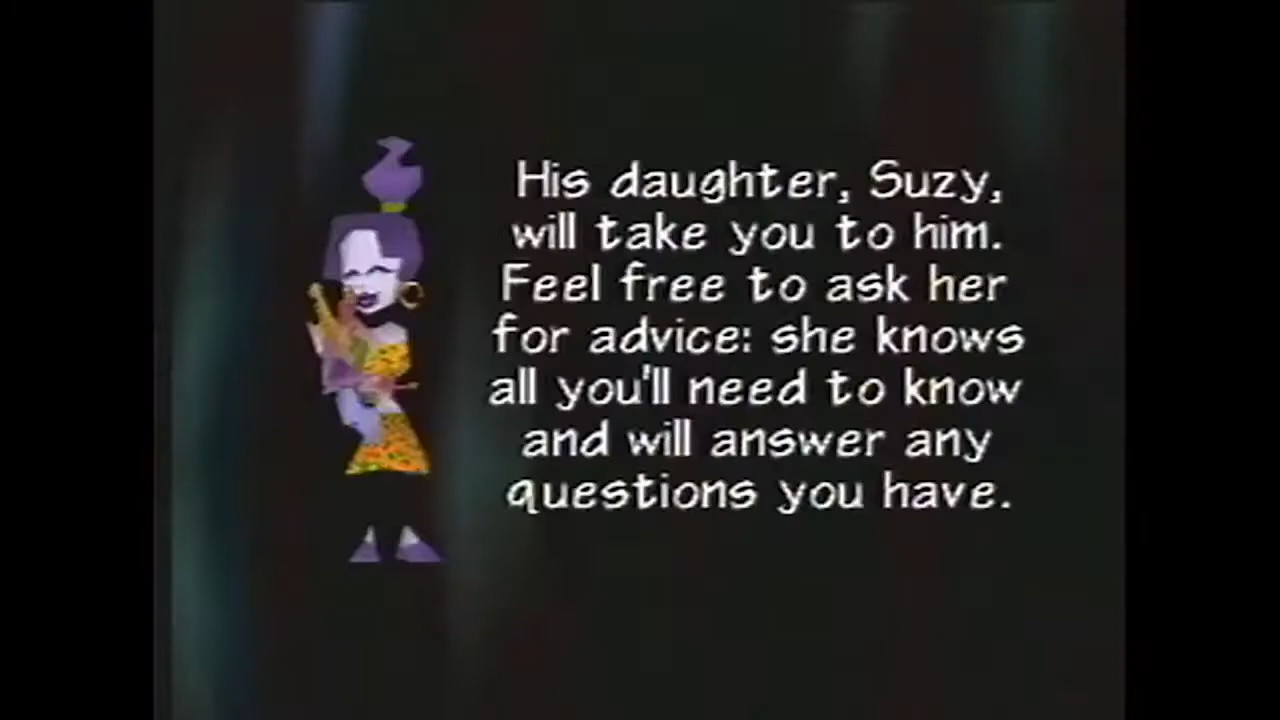 His daughter, Suzy,
will take you to him.
Feel free to ask her
for advice: she knows
all you'll need to know
and will answer any
questions you have.